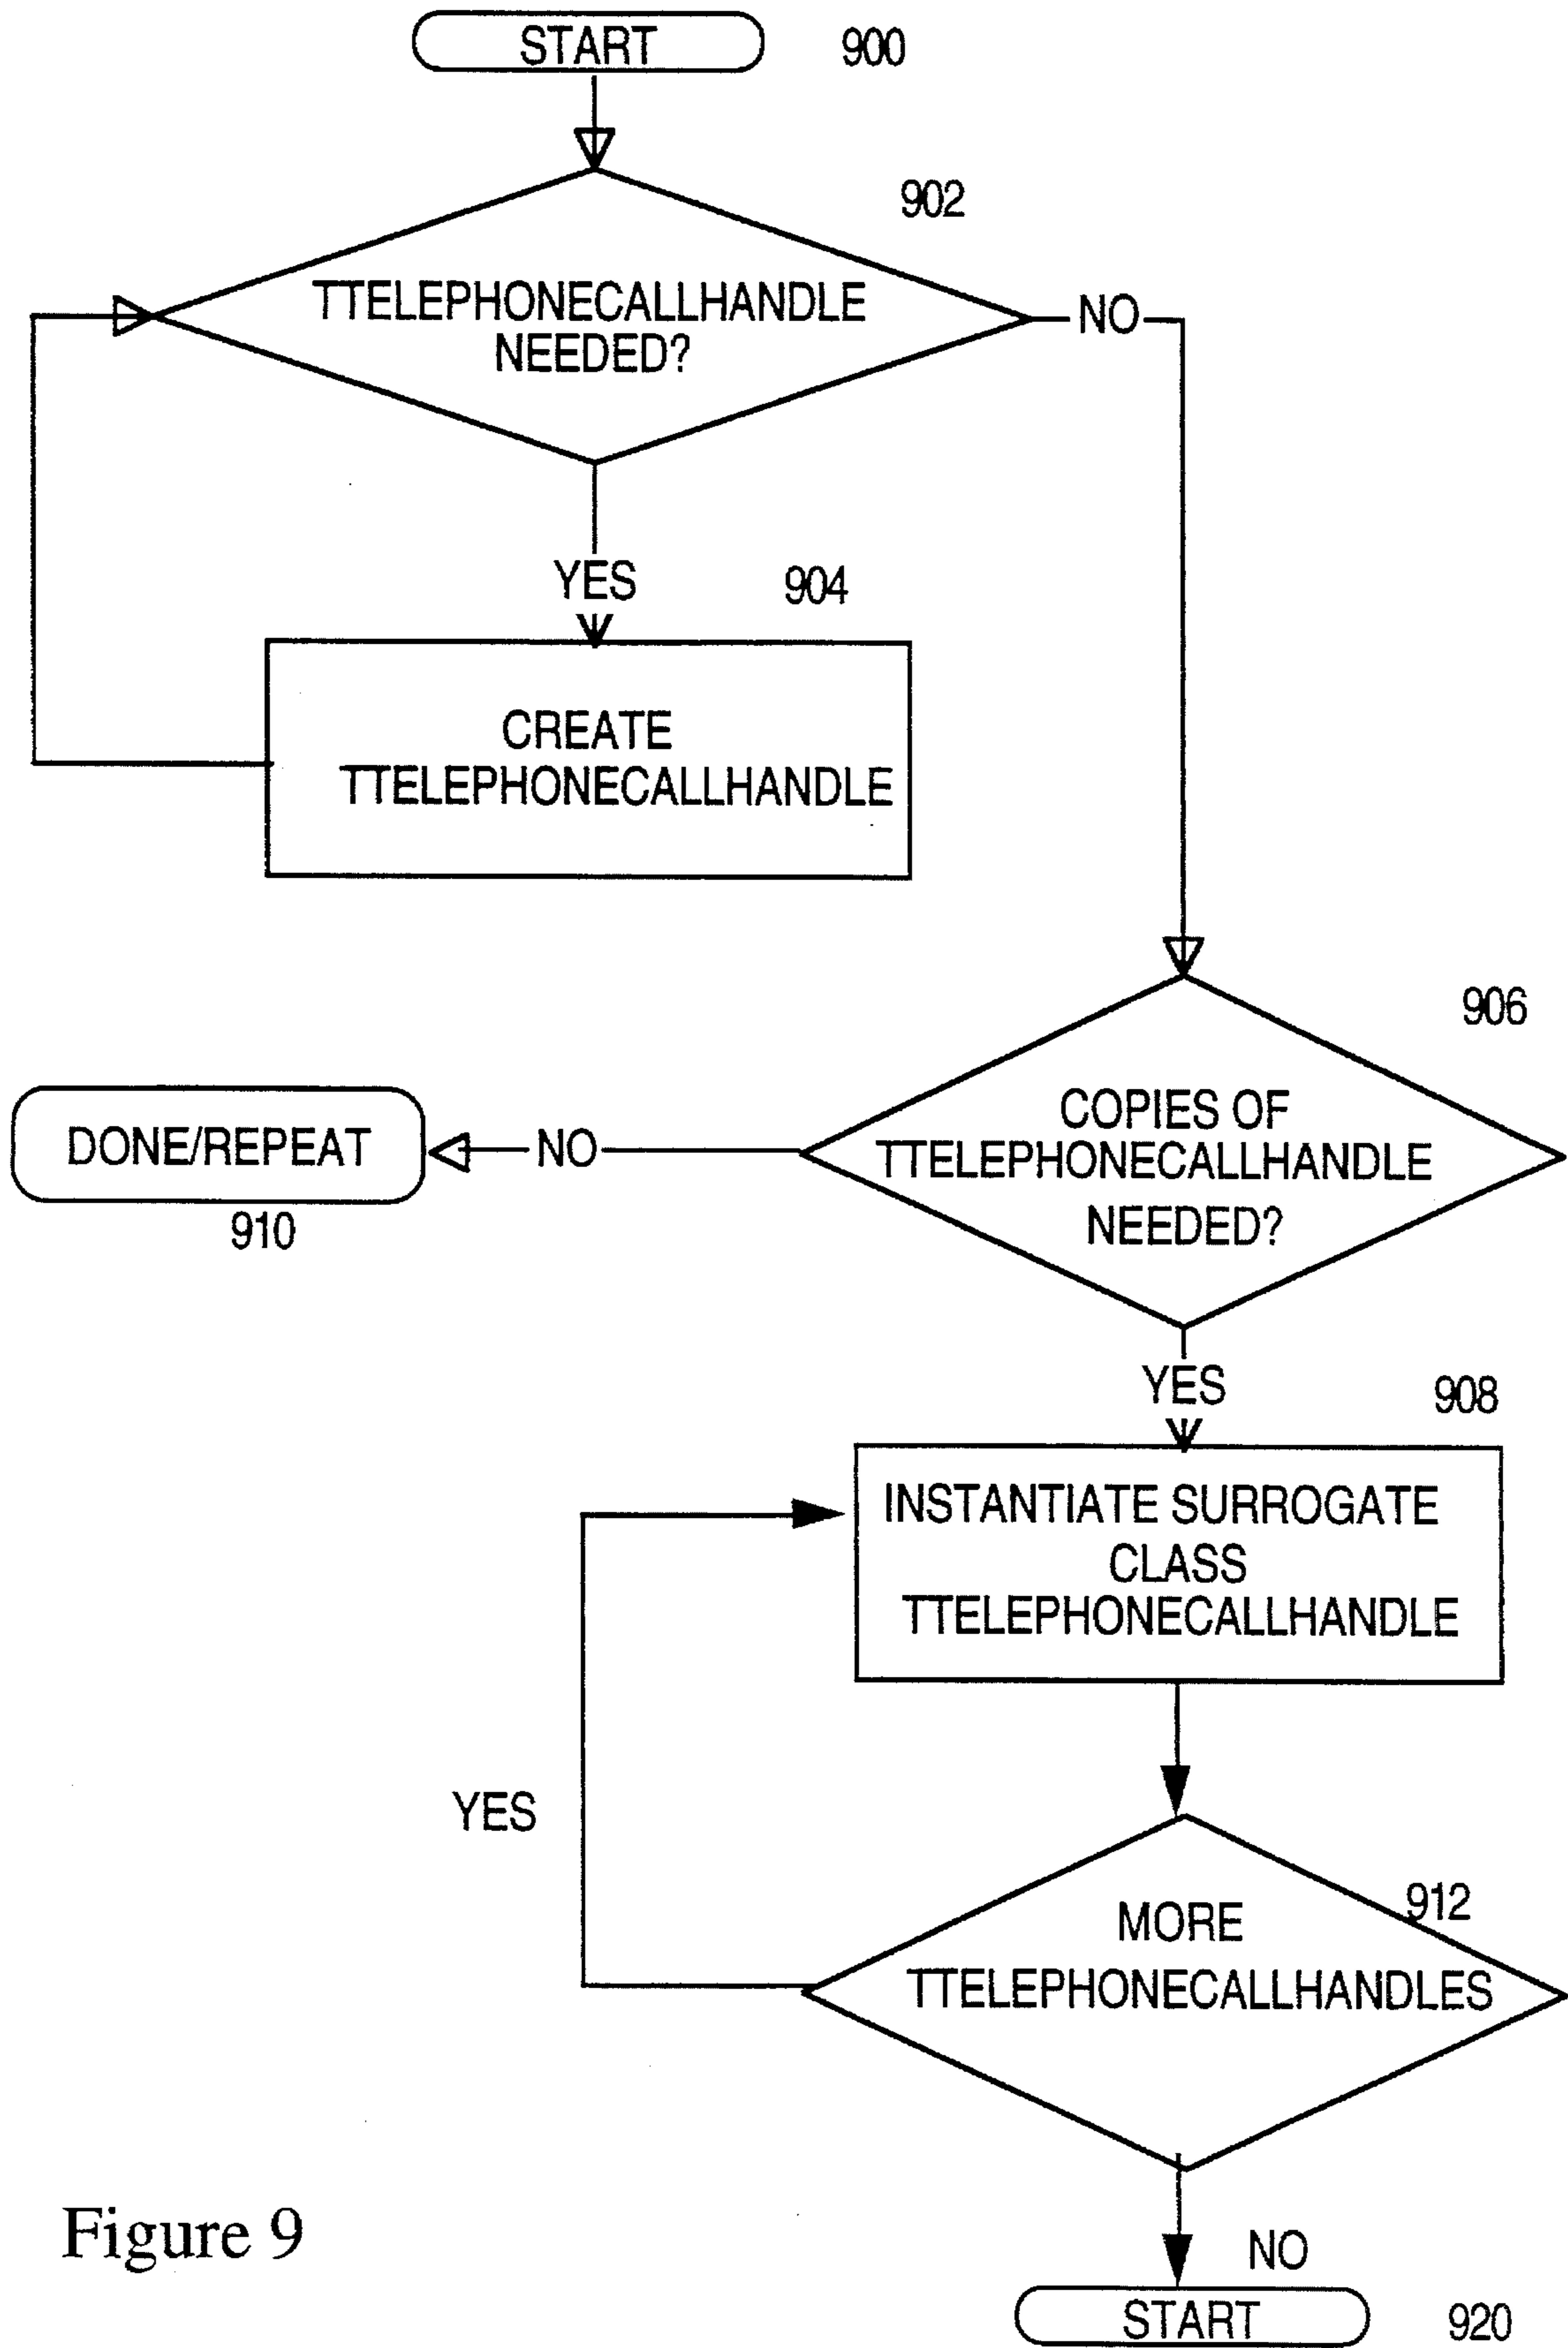 START
900
902
TTELEPHONECALLHANDLE
NEEDED?
NO
YES
904
CREATE
TTELEPHONECALLHANDLE
906
COPIES OF
TTELEPHONECALLHANDLE
NEEDED?
NO
DONE/REPEAT
910
YES
908
INSTANTIATE SURROGATE
CLASS
TTELEPHONECALLHANDLE
YES
912
MORE
TTELEPHONECALLHANDLES
NO
START
920
Figure 9